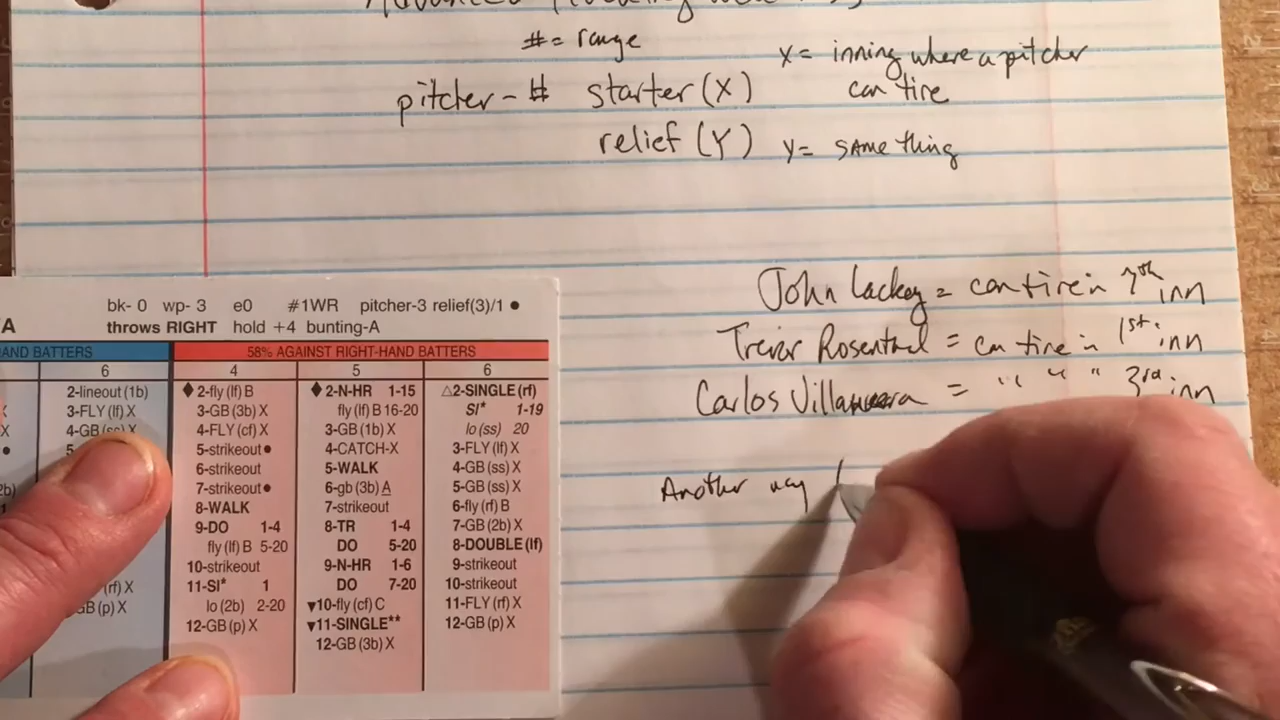 Advanced
#= range
x= inning where a pitcher
can tire
pitcher - # starter (X)
relief (Y) y= same thing
John Lackey = can tire in 7th inn
Trevor Rosenthal = can tire in 1st inn
Carlos Villanueva = " " " 3rd inn
Another way
bk- 0 wp- 3 e0 #1WR pitcher-3 relief(3)/1 ●
A throws RIGHT hold +4 bunting-A
AND BATTERS
58% AGAINST RIGHT-HAND BATTERS
6
2-lineout (1b)
3-FLY (lf) X
4-GB (ss) X
5
(rf) X
GB (p) X
4
♦2-fly (lf) B
3-GB (3b) X
4-FLY (cf) X
5-strikeout ●
6-strikeout
7-strikeout ●
8-WALK
9-DO 1-4
fly (lf) B 5-20
10-strikeout
11-SI* 1
lo (2b) 2-20
12-GB (p) X
5
♦2-N-HR 1-15
fly (lf) B 16-20
3-GB (1b) X
4-CATCH-X
5-WALK
6-gb (3b) A
7-strikeout
8-TR 1-4
DO 5-20
9-N-HR 1-6
DO 7-20
▼10-fly (cf) C
▼11-SINGLE**
12-GB (3b) X
6
△2-SINGLE (rf)
SI* 1-19
lo (ss) 20
3-FLY (lf) X
4-GB (ss) X
5-GB (ss) X
6-fly (rf) B
7-GB (2b) X
8-DOUBLE (lf)
9-strikeout
10-strikeout
11-FLY (rf) X
12-GB (p) X